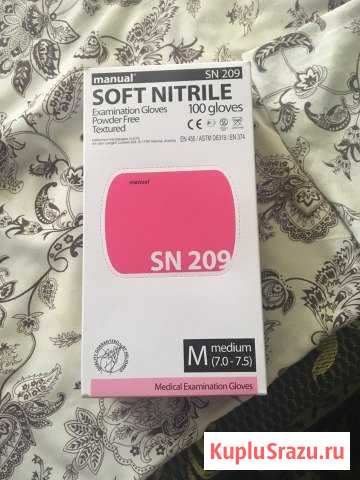 manual®
SN 209
SOFT NITRILE
Examination Gloves
Powder Free
Textured
100 gloves
CE
EN 455 / ASTM D6319 / EN 374
manual®
SN 209
M medium
(7.0 - 7.5)
Medical Examination Gloves
KupluSrazu.ru